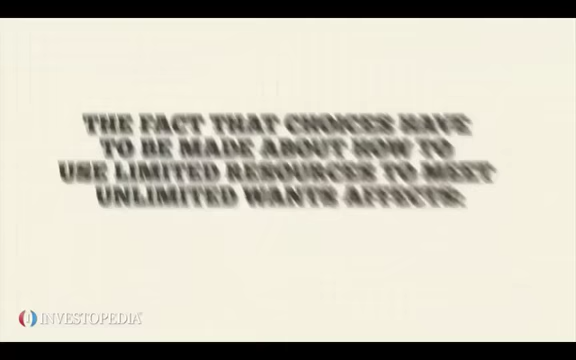 THE FACT THAT CHOICES HAVE
TO BE MADE ABOUT HOW TO
USE LIMITED RESOURCES TO MEET
UNLIMITED WANTS AFFECTS:
INVESTOPEDIA